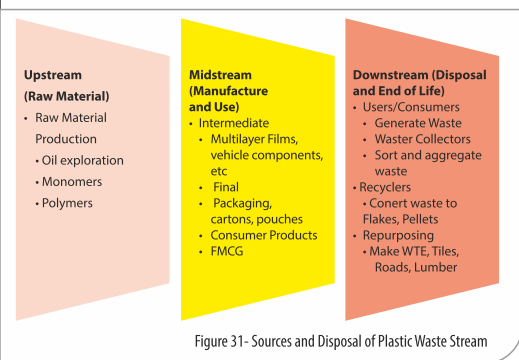 Upstream
(Raw Material)
• Raw Material
Production
• Oil exploration
• Monomers
• Polymers
Midstream
(Manufacture
and Use)
• Intermediate
• Multilayer Films,
vehicle components,
etc
• Final
• Packaging,
cartons, pouches
• Consumer Products
• FMCG
Downstream (Disposal
and End of Life)
• Users/Consumers
• Generate Waste
• Waster Collectors
• Sort and aggregate
waste
• Recyclers
• Conert waste to
Flakes, Pellets
• Repurposing
• Make WTE, Tiles,
Roads, Lumber
Figure 31- Sources and Disposal of Plastic Waste Stream